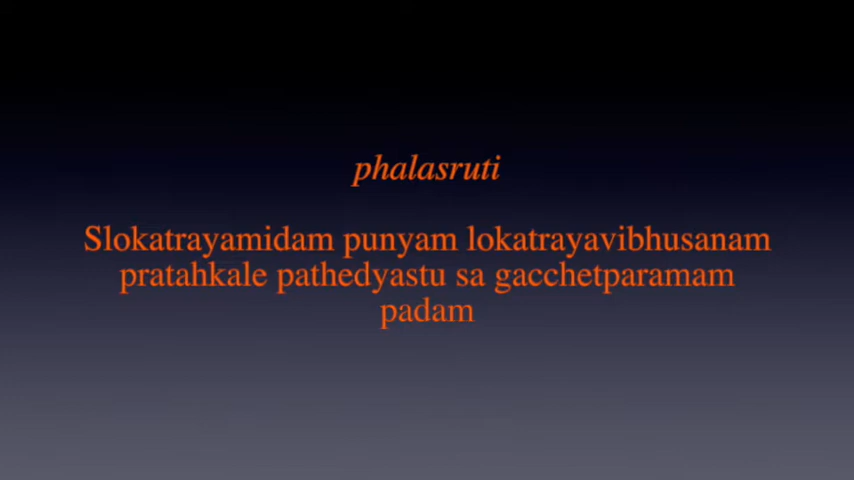 phalasruti
Slokatrayamidam punyam lokatrayavibhusanam
pratahkale pathedyastu sa gacchetparamam
padam